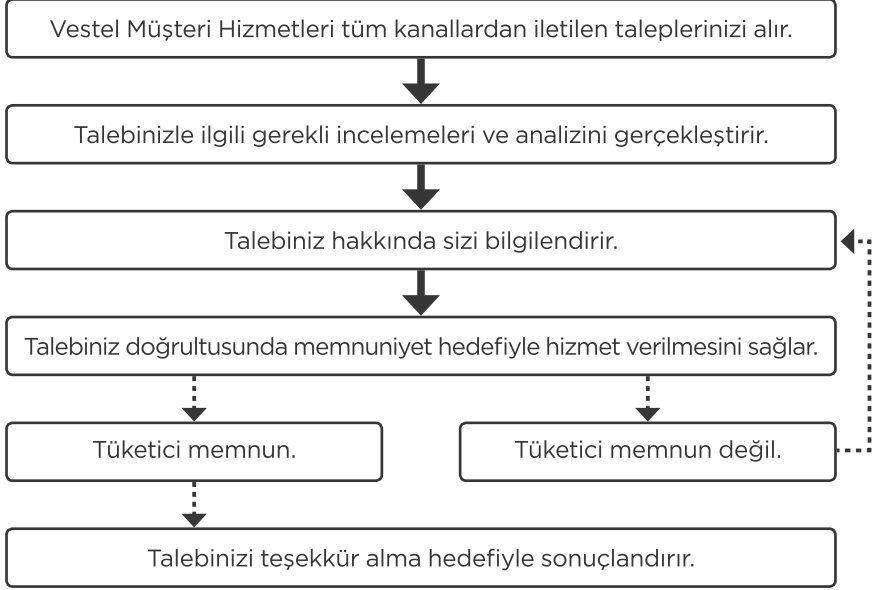 Vestel Müşteri Hizmetleri tüm kanallardan iletilen taleplerinizi alır.
Talebinizle ilgili gerekli incelemeleri ve analizini gerçekleştirir.
Talebiniz hakkında sizi bilgilendirir.
Talebiniz doğrultusunda memnuniyet hedefiyle hizmet verilmesini sağlar.
Tüketici memnun.
Tüketici memnun değil.
Talebinizi teşekkür alma hedefiyle sonuçlandırır.